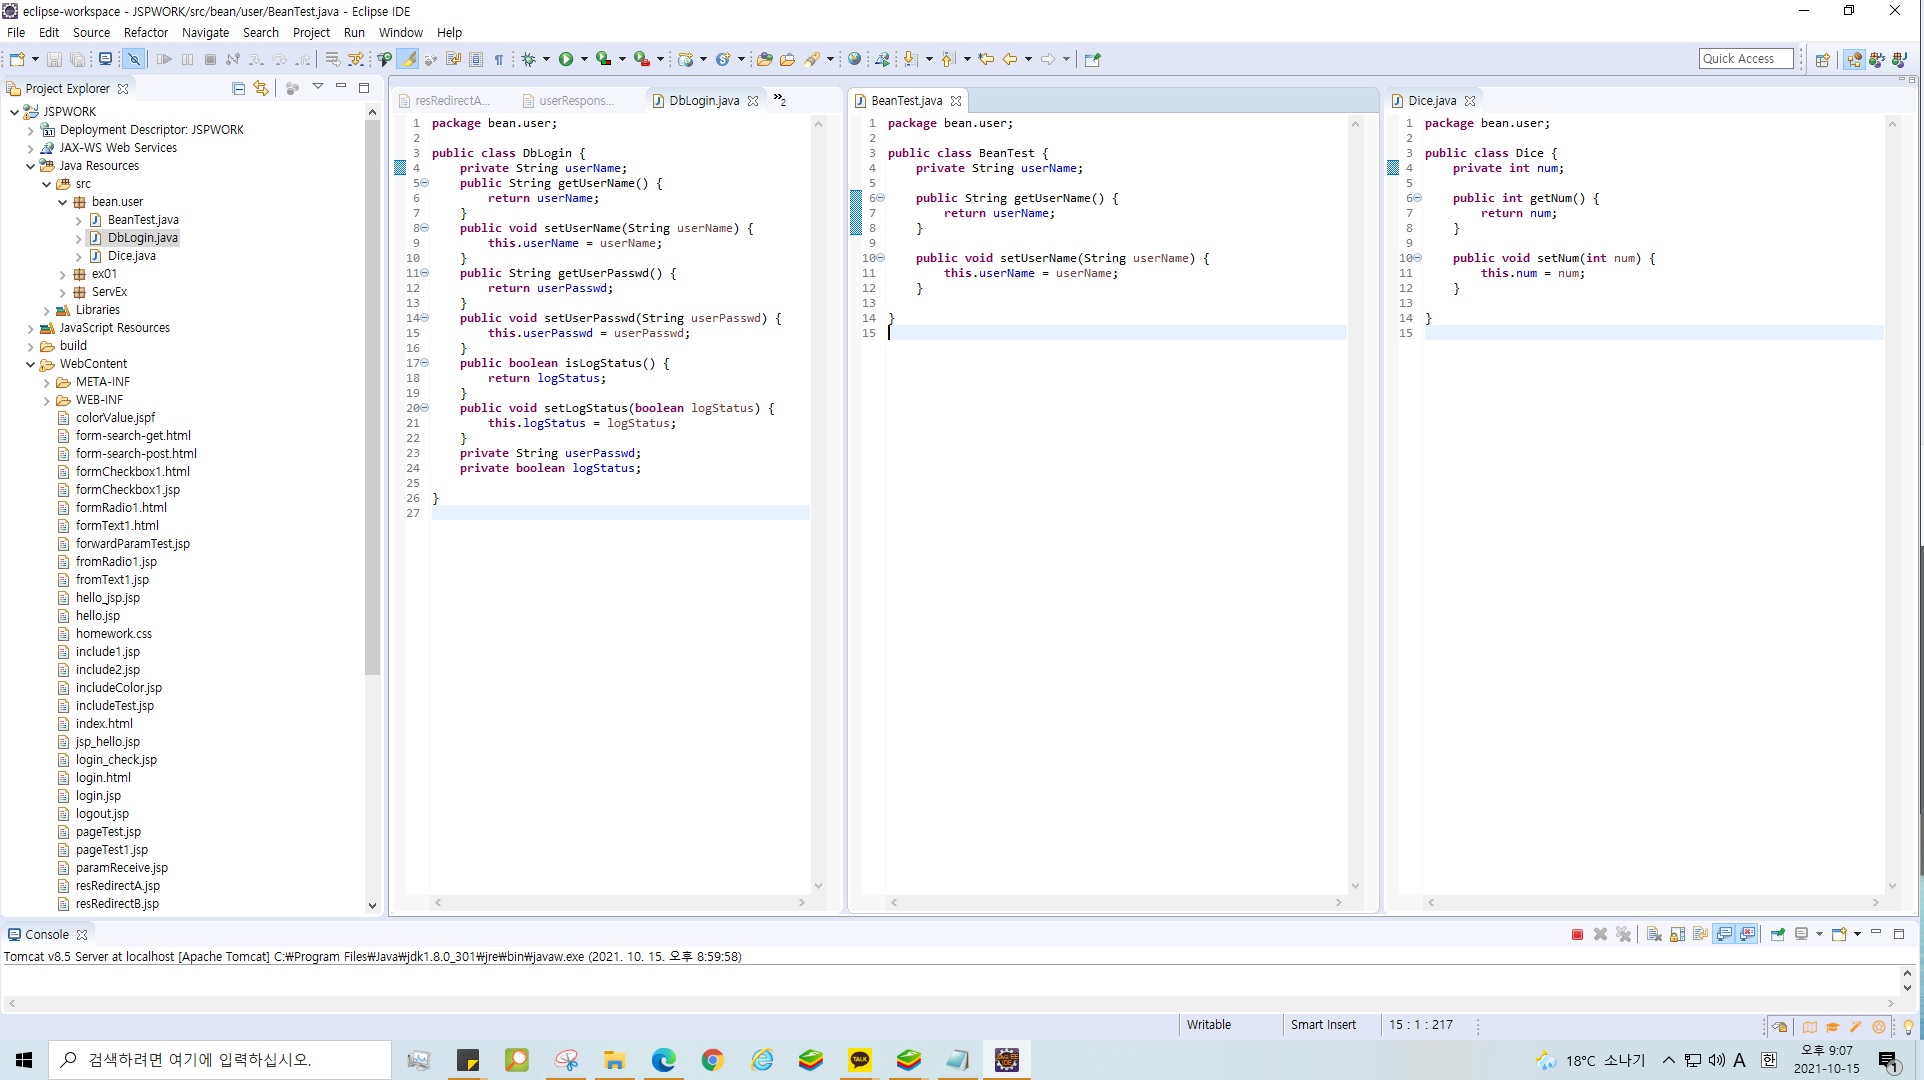 eclipse-workspace - JSPWORK/src/bean/user/BeanTest.java - Eclipse IDE
File Edit Source Refactor Navigate Search Project Run Window Help
Quick Access
Project Explorer
JSPWORK
Deployment Descriptor: JSPWORK
JAX-WS Web Services
Java Resources
src
bean.user
BeanTest.java
DbLogin.java
Dice.java
ex01
ServEx
Libraries
JavaScript Resources
build
WebContent
META-INF
WEB-INF
colorValue.jspf
form-search-get.html
form-search-post.html
formCheckbox1.html
formCheckbox1.jsp
formRadio1.html
formText1.html
forwardParamTest.jsp
fromRadio1.jsp
fromText1.jsp
hello_jsp.jsp
hello.jsp
homework.css
include1.jsp
include2.jsp
includeColor.jsp
includeTest.jsp
index.html
jsp_hello.jsp
login_check.jsp
login.html
login.jsp
logout.jsp
pageTest.jsp
pageTest1.jsp
paramReceive.jsp
resRedirectA.jsp
resRedirectB.jsp
resRedirectA... userRespons... DbLogin.java »2
1 package bean.user;
2
3 public class DbLogin {
4     private String userName;
5     public String getUserName() {
6         return userName;
7     }
8     public void setUserName(String userName) {
9         this.userName = userName;
10     }
11     public String getUserPasswd() {
12         return userPasswd;
13     }
14     public void setUserPasswd(String userPasswd) {
15         this.userPasswd = userPasswd;
16     }
17     public boolean isLogStatus() {
18         return logStatus;
19     }
20     public void setLogStatus(boolean logStatus) {
21         this.logStatus = logStatus;
22     }
23     private String userPasswd;
24     private boolean logStatus;
25
26 }
27
BeanTest.java
1 package bean.user;
2
3 public class BeanTest {
4     private String userName;
5
6     public String getUserName() {
7         return userName;
8     }
9
10     public void setUserName(String userName) {
11         this.userName = userName;
12     }
13
14 }
15
Dice.java
1 package bean.user;
2
3 public class Dice {
4     private int num;
5
6     public int getNum() {
7         return num;
8     }
9
10     public void setNum(int num) {
11         this.num = num;
12     }
13
14 }
15
Console
Tomcat v8.5 Server at localhost [Apache Tomcat] C:₩Program Files₩Java₩jdk1.8.0_301₩jre₩bin₩javaw.exe (2021. 10. 15. 오후 8:59:58)
Writable Smart Insert 15 : 1 : 217
검색하려면 여기에 입력하십시오.
TALK
18°C 소나기 A 한 오후 9:07
2021-10-15
1